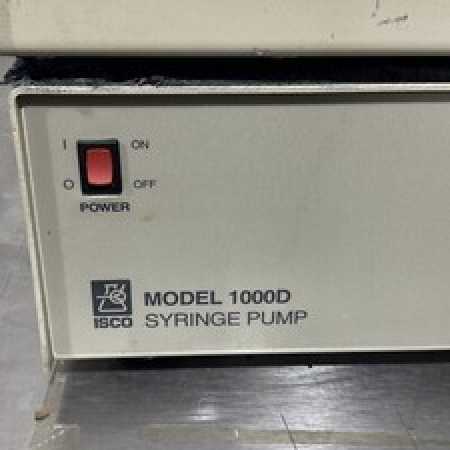 I ON
O OFF
POWER
ISCO MODEL 1000D
SYRINGE PUMP